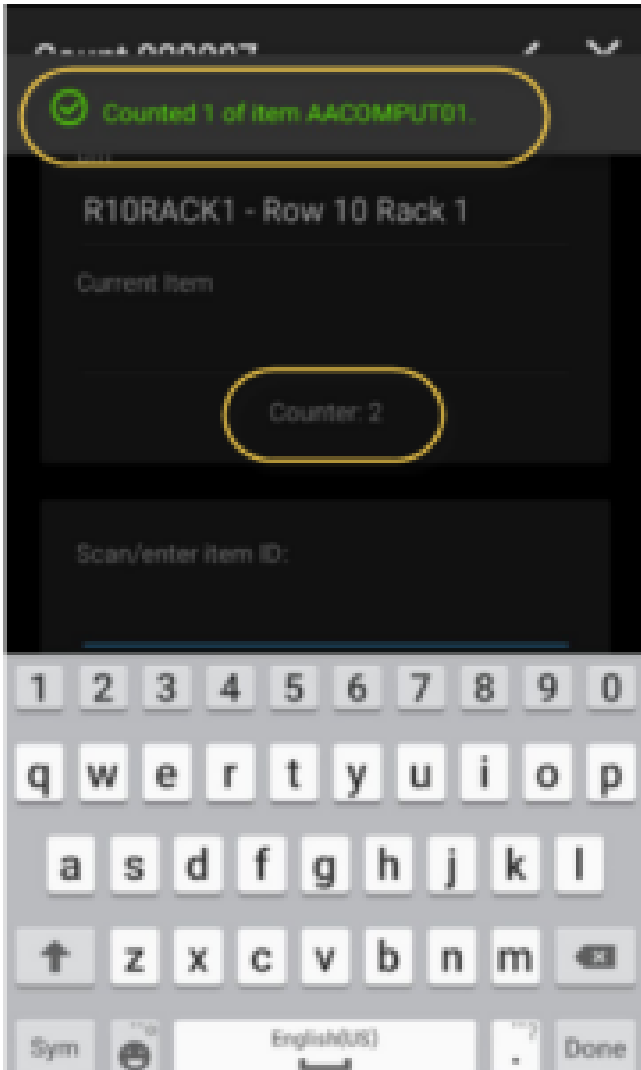 Counted 1 of item AACOMPUT01.
R10RACK1 - Row 10 Rack 1
Current Item
Counter: 2
Scan/enter item ID:
1 2 3 4 5 6 7 8 9 0
q w e r t y u i o p
a s d f g h j k l
z x c v b n m
Sym English(US) . Done